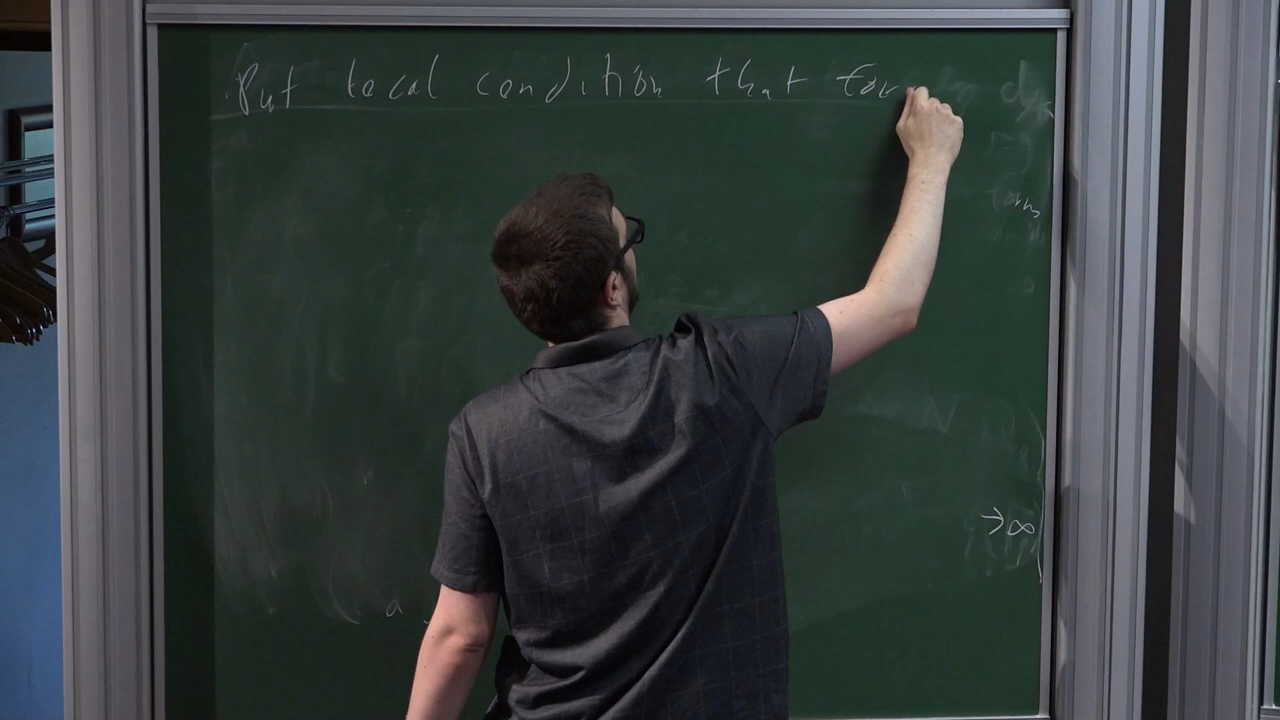 Put local condition that for
→∞
a